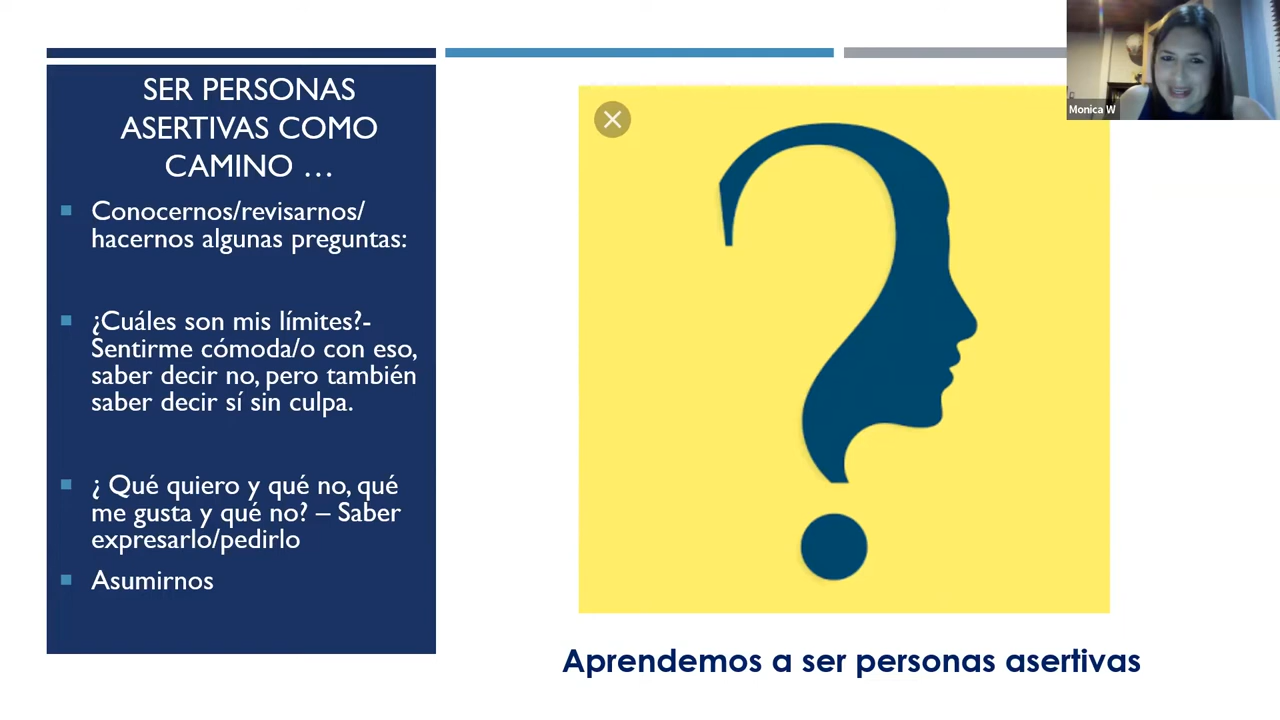 SER PERSONAS
ASERTIVAS COMO
CAMINO …
Conocernos/revisarnos/
hacernos algunas preguntas:
¿Cuáles son mis límites?-
Sentirme cómoda/o con eso,
saber decir no, pero también
saber decir sí sin culpa.
¿ Qué quiero y qué no, qué
me gusta y qué no? – Saber
expresarlo/pedirlo
Asumirnos
Monica W
Aprendemos a ser personas asertivas